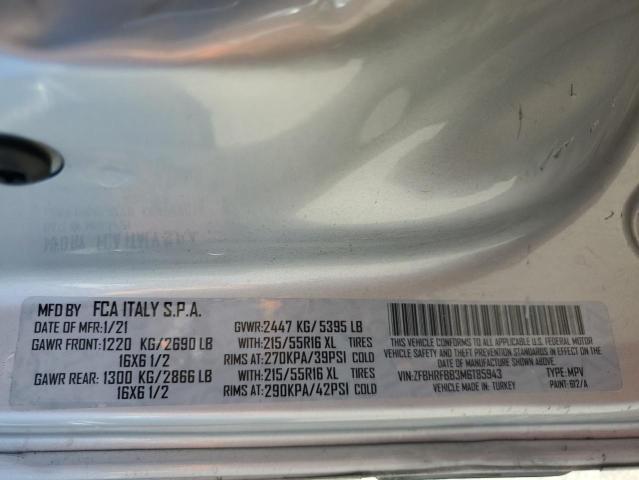 MFD BY FCA ITALY S.P.A.
DATE OF MFR:1/21 GVWR:2447 KG/ 5395 LB
GAWR FRONT:1220 KG/2690 LB WITH:215/55R16 XL TIRES
16X6 1/2 RIMS AT:270KPA/39PSI COLD
GAWR REAR: 1300 KG/2866 LB WITH:215/55R16 XL TIRES
16X6 1/2 RIMS AT:290KPA/42PSI COLD
THIS VEHICLE CONFORMS TO ALL APPLICABLE U.S.A. FEDERAL MOTOR
VEHICLE SAFETY STANDARDS IN EFFECT ON THE DATE OF
MANUFACTURE SHOWN ABOVE.
VIN:ZFBHRFBB3M6T85943 TYPE: MPV
VEHICLE MADE IN: TURKEY PAINT: 612/A